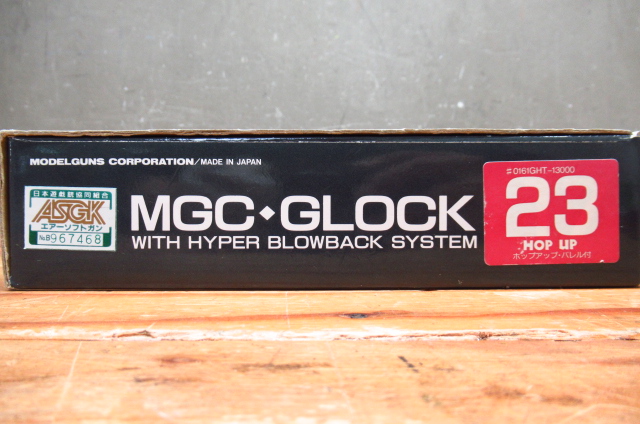 MODELGUNS CORPORATION/MADE IN JAPAN
日本遊戯銃協同組合
ASGK
エアーソフトガン
№B967468
MGC◆GLOCK
WITH HYPER BLOWBACK SYSTEM
#0161GHT-13000
23
HOP UP
ホップアップ・バレル付